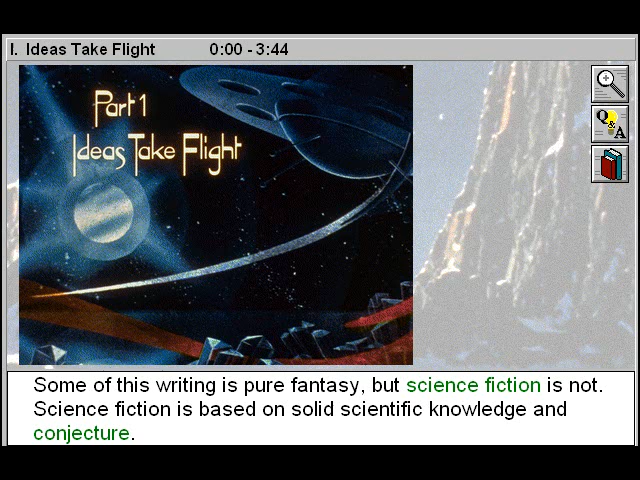 I. Ideas Take Flight 0:00 - 3:44
Part 1
Ideas Take Flight
Q&A
Some of this writing is pure fantasy, but science fiction is not.
Science fiction is based on solid scientific knowledge and
conjecture.